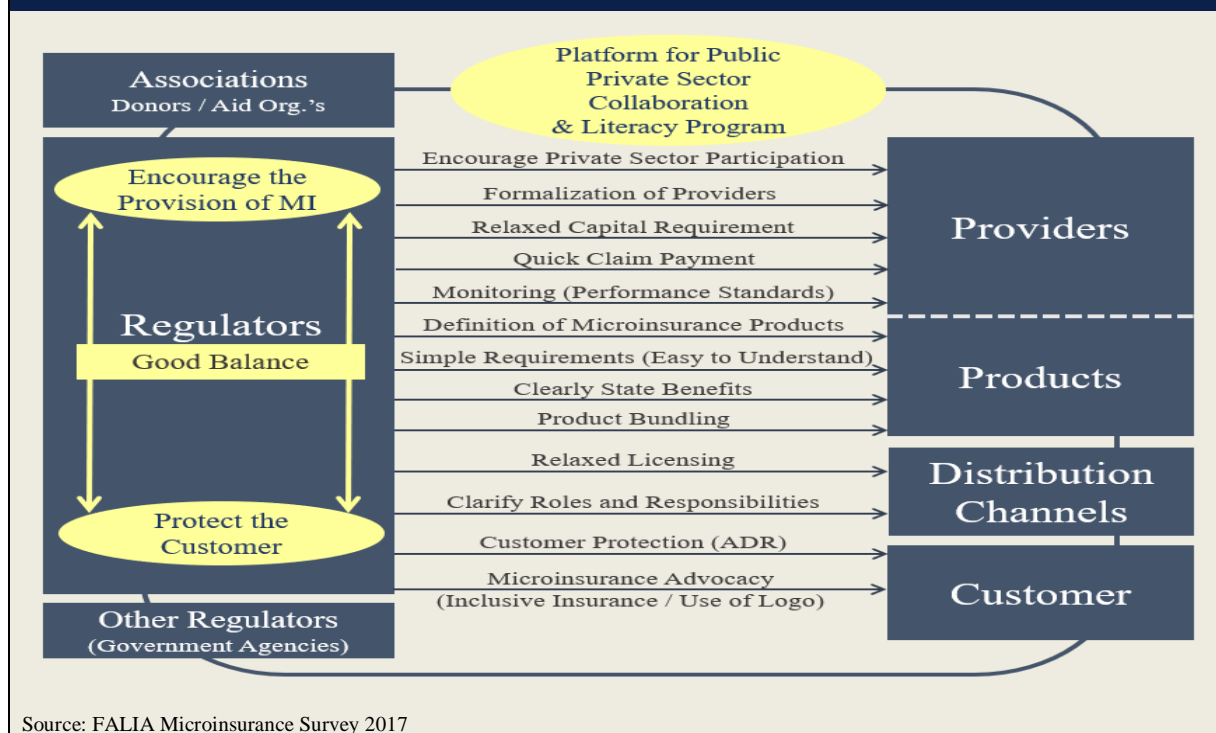 Associations
Donors / Aid Org.’s
Platform for Public
Private Sector
Collaboration
& Literacy Program
Encourage the
Provision of MI
Regulators
Good Balance
Protect the
Customer
Other Regulators
(Government Agencies)
Encourage Private Sector Participation
Formalization of Providers
Relaxed Capital Requirement
Quick Claim Payment
Monitoring (Performance Standards)
Definition of Microinsurance Products
Simple Requirements (Easy to Understand)
Clearly State Benefits
Product Bundling
Relaxed Licensing
Clarify Roles and Responsibilities
Customer Protection (ADR)
Microinsurance Advocacy
(Inclusive Insurance / Use of Logo)
Providers
Products
Distribution
Channels
Customer
Source: FALIA Microinsurance Survey 2017